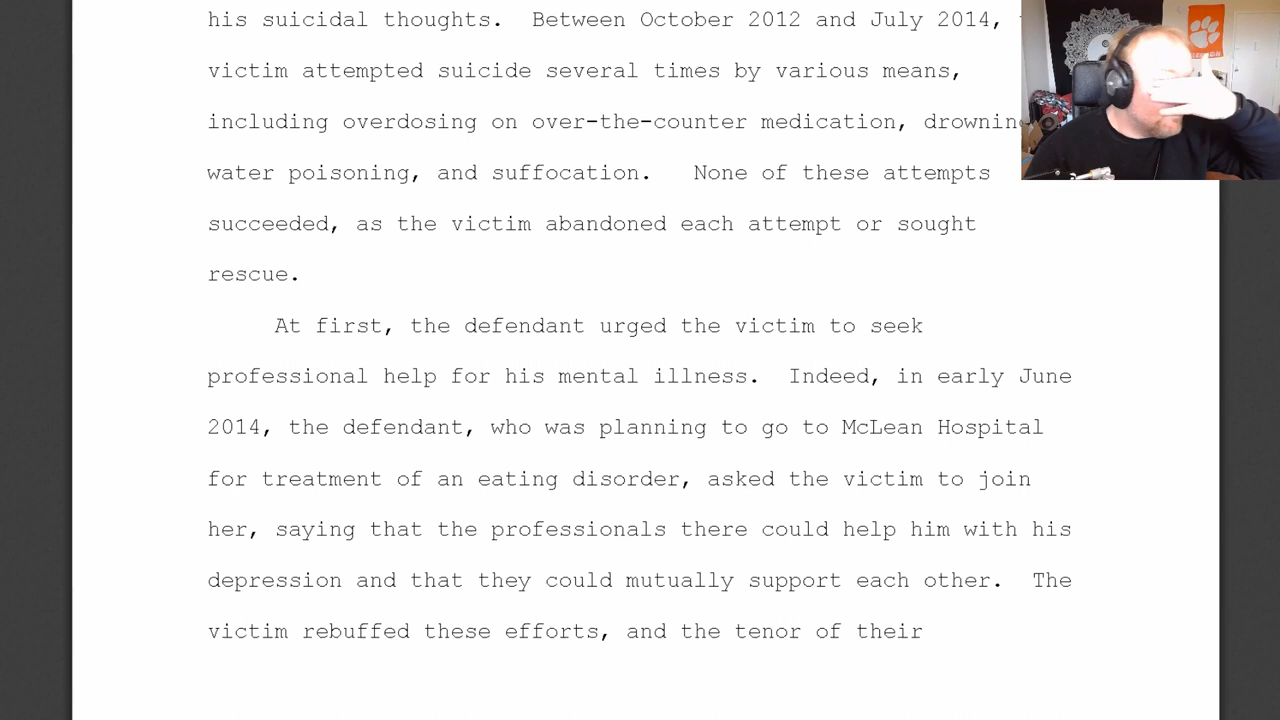 his suicidal thoughts.  Between October 2012 and July 2014,
victim attempted suicide several times by various means,
including overdosing on over-the-counter medication, drowning
water poisoning, and suffocation.   None of these attempts
succeeded, as the victim abandoned each attempt or sought
rescue.
At first, the defendant urged the victim to seek
professional help for his mental illness.  Indeed, in early June
2014, the defendant, who was planning to go to McLean Hospital
for treatment of an eating disorder, asked the victim to join
her, saying that the professionals there could help him with his
depression and that they could mutually support each other.  The
victim rebuffed these efforts, and the tenor of their